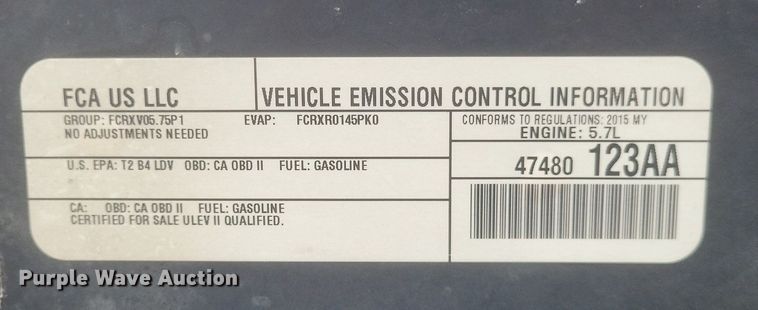 FCA US LLC
VEHICLE EMISSION CONTROL INFORMATION
GROUP: FCRXV05.75P1 EVAP: FCRXR0145PK0
NO ADJUSTMENTS NEEDED
U.S. EPA: T2 B4 LDV OBD: CA OBD II FUEL: GASOLINE
CA: OBD: CA OBD II FUEL: GASOLINE
CERTIFIED FOR SALE ULEV II QUALIFIED.
CONFORMS TO REGULATIONS: 2015 MY
ENGINE: 5.7L
47480 123AA
Purple Wave Auction